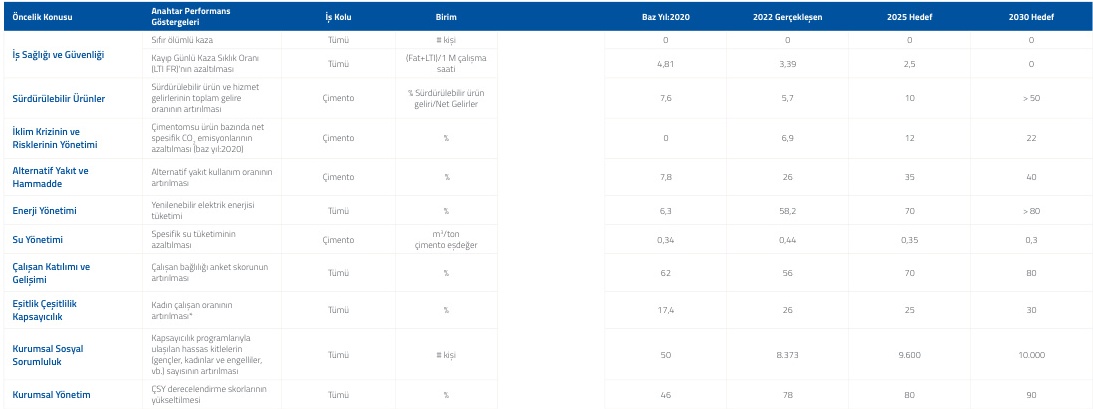 Öncelik Konusu
Anahtar Performans
Göstergeleri
İş Kolu
Birim
Baz Yıl:2020
2022 Gerçekleşen
2025 Hedef
2030 Hedef
İş Sağlığı ve Güvenliği
Sıfır ölümlü kaza
Tümü
# kişi
0
0
0
0
Kayıp Günlü Kaza Sıklık Oranı
(LTI FR)'nın azaltılması
Tümü
(Fat+LTI)/1 M çalışma
saati
4,81
3,39
2,5
0
Sürdürülebilir Ürünler
Sürdürülebilir ürün ve hizmet
gelirlerinin toplam gelire
oranının artırılması
Çimento
% Sürdürülebilir ürün
geliri/Net Gelirler
7,6
5,7
10
> 50
İklim Krizinin ve
Risklerinin Yönetimi
Çimentomsu ürün bazında net
spesifik CO₂ emisyonlarının
azaltılması (baz yıl:2020)
Çimento
%
0
6,9
12
22
Alternatif Yakıt ve
Hammadde
Alternatif yakıt kullanım oranının
artırılması
Çimento
%
7,8
26
35
40
Enerji Yönetimi
Yenilenebilir elektrik enerjisi
tüketimi
Tümü
%
6,3
58,2
70
> 80
Su Yönetimi
Spesifik su tüketiminin
azaltılması
Çimento
m³/ton
çimento eşdeğer
0,34
0,44
0,35
0,3
Çalışan Katılımı ve
Gelişimi
Çalışan bağlılığı anket skorunun
artırılması
Tümü
%
62
56
70
80
Eşitlik Çeşitlilik
Kapsayıcılık
Kadın çalışan oranının
artırılması*
Tümü
%
17,4
26
25
30
Kurumsal Sosyal
Sorumluluk
Kapsayıcılık programlarıyla
ulaşılan hassas kitlelerin
(gençler, kadınlar ve engelliler,
vb.) sayısının artırılması
Tümü
# kişi
50
8.373
9.600
10.000
Kurumsal Yönetim
ÇSY derecelendirme skorlarının
yükseltilmesi
Tümü
%
46
78
80
90